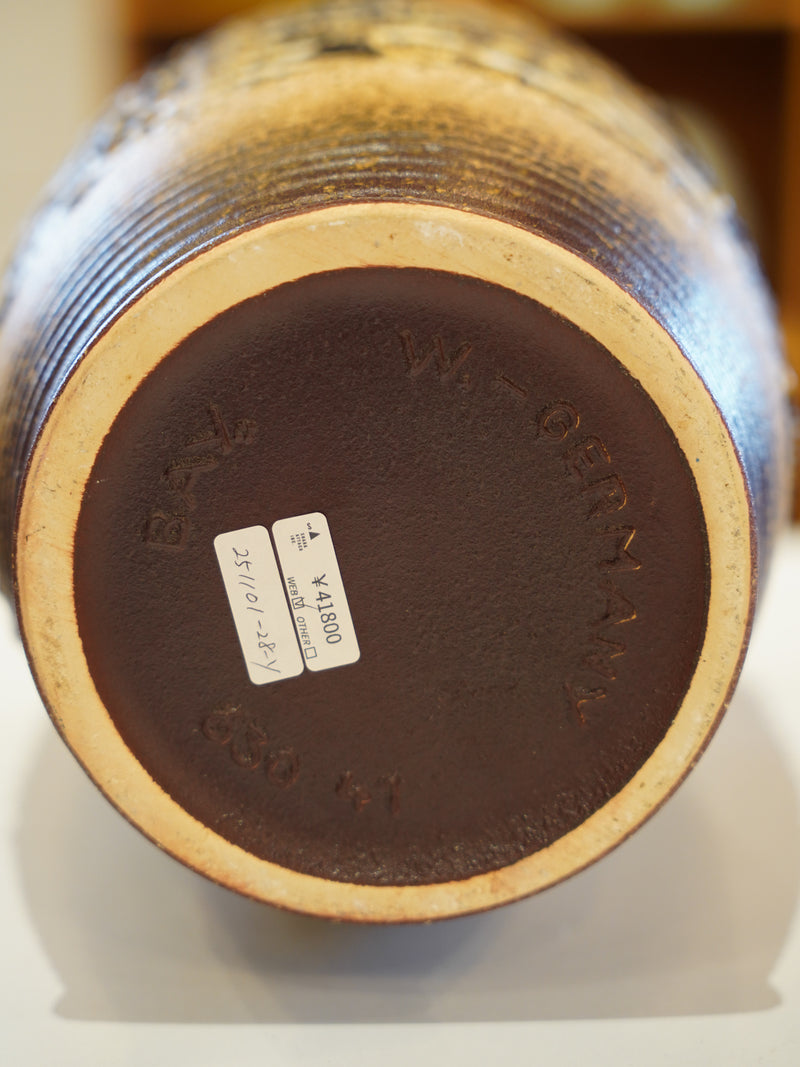 W.-GERMANY
BAY.
630 41
¥41800
WEB OTHER
251101-28-Y